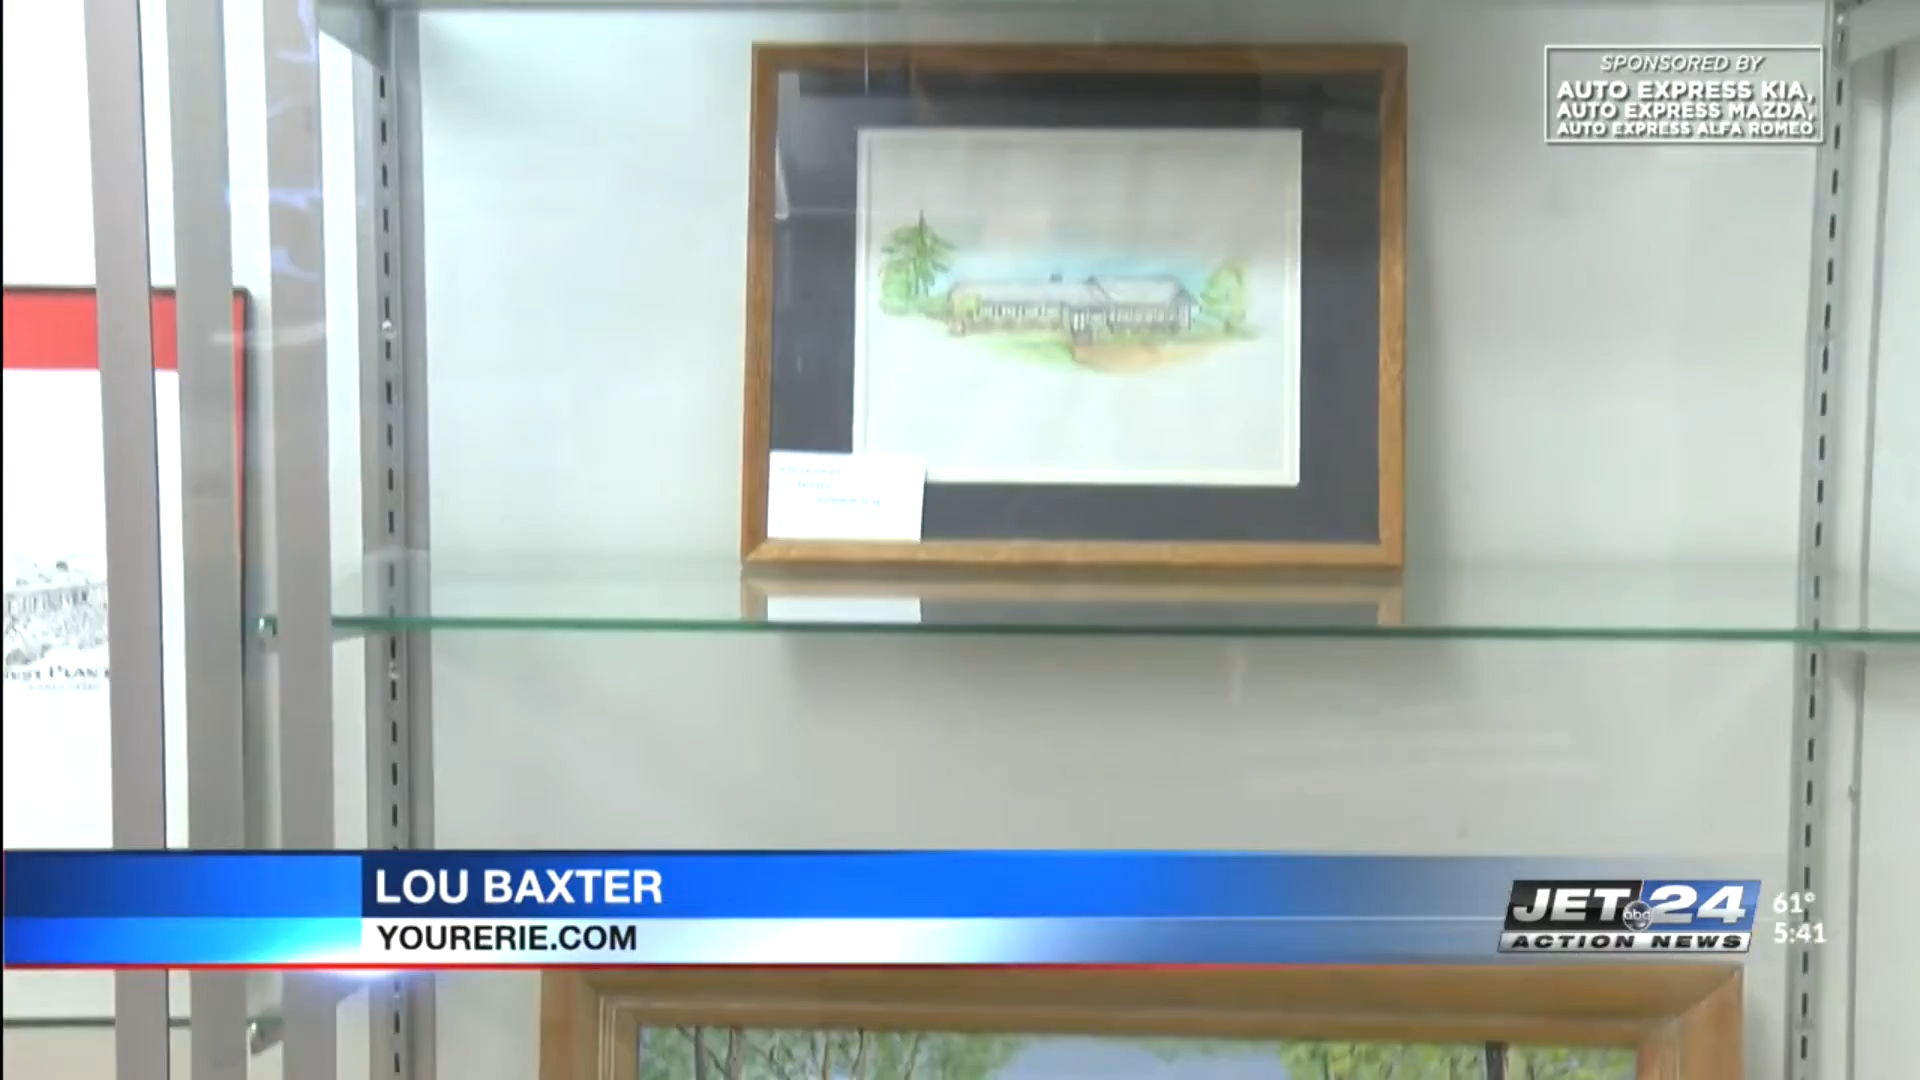 SPONSORED BY
AUTO EXPRESS KIA,
AUTO EXPRESS MAZDA,
AUTO EXPRESS ALFA ROMEO
LOU BAXTER
YOURERIE.COM
JET abc 24
ACTION NEWS
61°
5:41